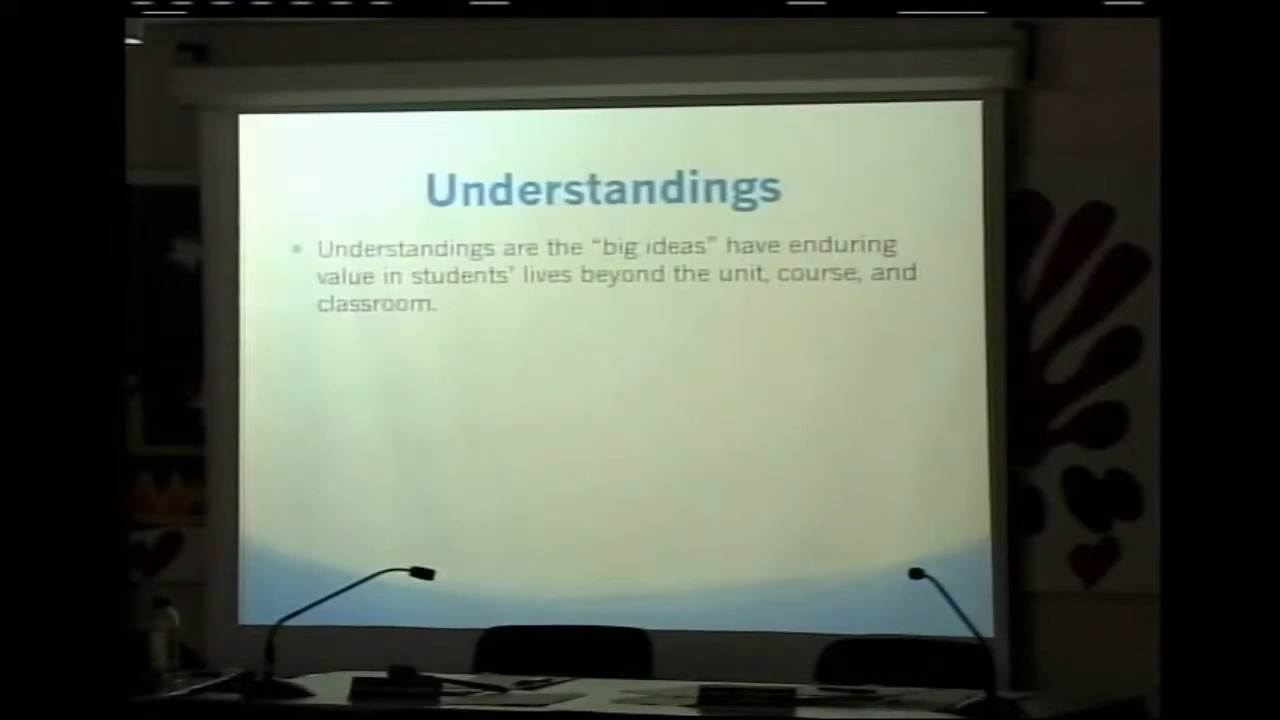 Understandings
Understandings are the “big ideas” have enduring
value in students’ lives beyond the unit, course, and
classroom.